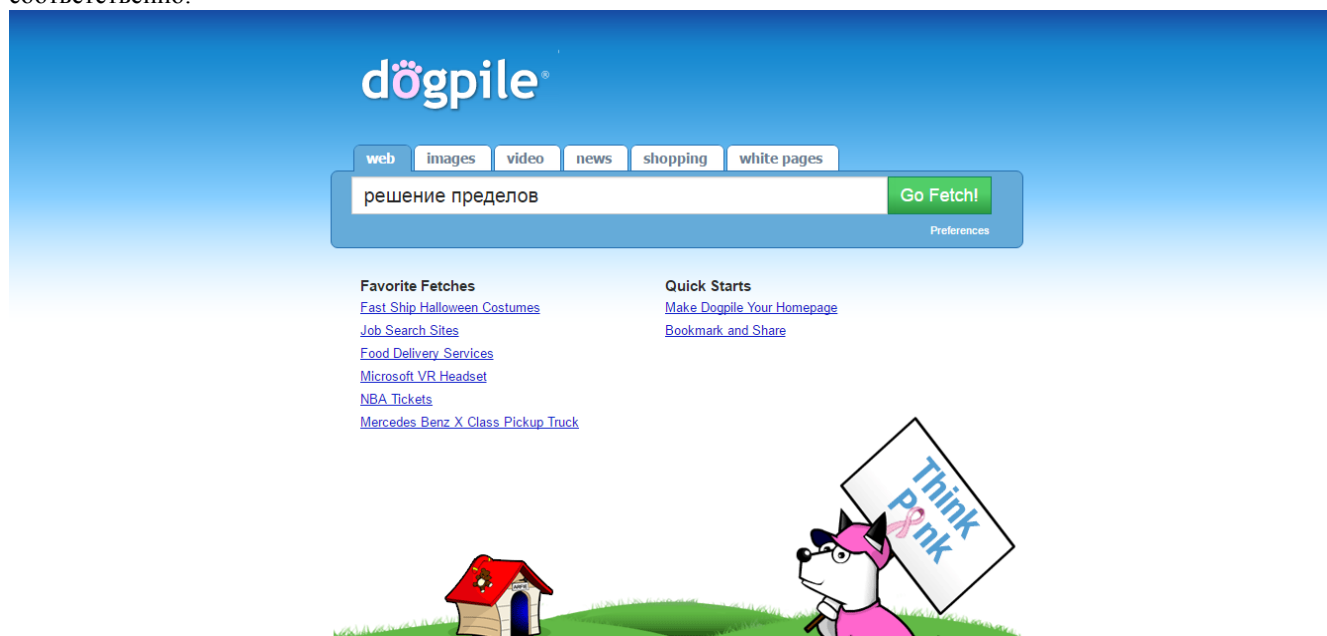 соответственно.
dogpile®
web images video news shopping white pages
решение пределов Go Fetch!
Preferences
Favorite Fetches
Fast Ship Halloween Costumes
Job Search Sites
Food Delivery Services
Microsoft VR Headset
NBA Tickets
Mercedes Benz X Class Pickup Truck
Quick Starts
Make Dogpile Your Homepage
Bookmark and Share
Think
Pink
ARFIE